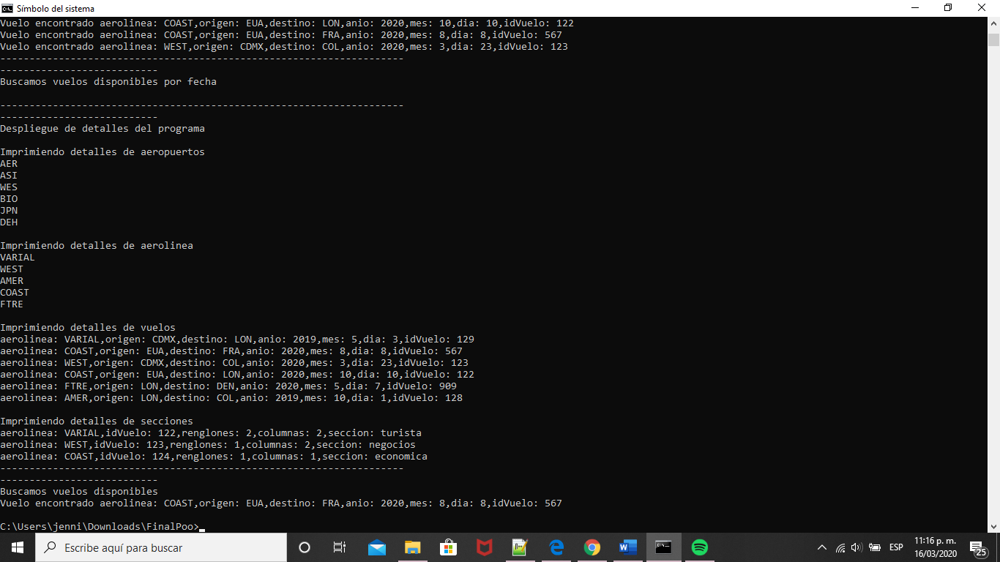 Símbolo del sistema
Vuelo encontrado aerolinea: COAST,origen: EUA,destino: LON,anio: 2020,mes: 10,dia: 10,idVuelo: 122
Vuelo encontrado aerolinea: COAST,origen: EUA,destino: FRA,anio: 2020,mes: 8,dia: 8,idVuelo: 567
Vuelo encontrado aerolinea: WEST,origen: CDMX,destino: COL,anio: 2020,mes: 3,dia: 23,idVuelo: 123
---------------------------------------------------------------------
---------------------------
Buscamos vuelos disponibles por fecha
---------------------------------------------------------------------
---------------------------
Despliegue de detalles del programa
Imprimiendo detalles de aeropuertos
AER
ASI
WES
BIO
JPN
DEH
Imprimiendo detalles de aerolinea
VARIAL
WEST
AMER
COAST
FTRE
Imprimiendo detalles de vuelos
aerolinea: VARIAL,origen: CDMX,destino: LON,anio: 2019,mes: 5,dia: 3,idVuelo: 129
aerolinea: COAST,origen: EUA,destino: FRA,anio: 2020,mes: 8,dia: 8,idVuelo: 567
aerolinea: WEST,origen: CDMX,destino: COL,anio: 2020,mes: 3,dia: 23,idVuelo: 123
aerolinea: COAST,origen: EUA,destino: LON,anio: 2020,mes: 10,dia: 10,idVuelo: 122
aerolinea: FTRE,origen: LON,destino: DEN,anio: 2020,mes: 5,dia: 7,idVuelo: 909
aerolinea: AMER,origen: LON,destino: COL,anio: 2019,mes: 10,dia: 1,idVuelo: 128
Imprimiendo detalles de secciones
aerolinea: VARIAL,idVuelo: 122,renglones: 2,columnas: 2,seccion: turista
aerolinea: WEST,idVuelo: 123,renglones: 1,columnas: 2,seccion: negocios
aerolinea: COAST,idVuelo: 124,renglones: 1,columnas: 1,seccion: economica
---------------------------------------------------------------------
---------------------------
Buscamos vuelos disponibles
Vuelo encontrado aerolinea: COAST,origen: EUA,destino: FRA,anio: 2020,mes: 8,dia: 8,idVuelo: 567
C:\Users\jenni\Downloads\FinalPoo>
Escribe aquí para buscar
ESP
11:16 p. m.
16/03/2020
25